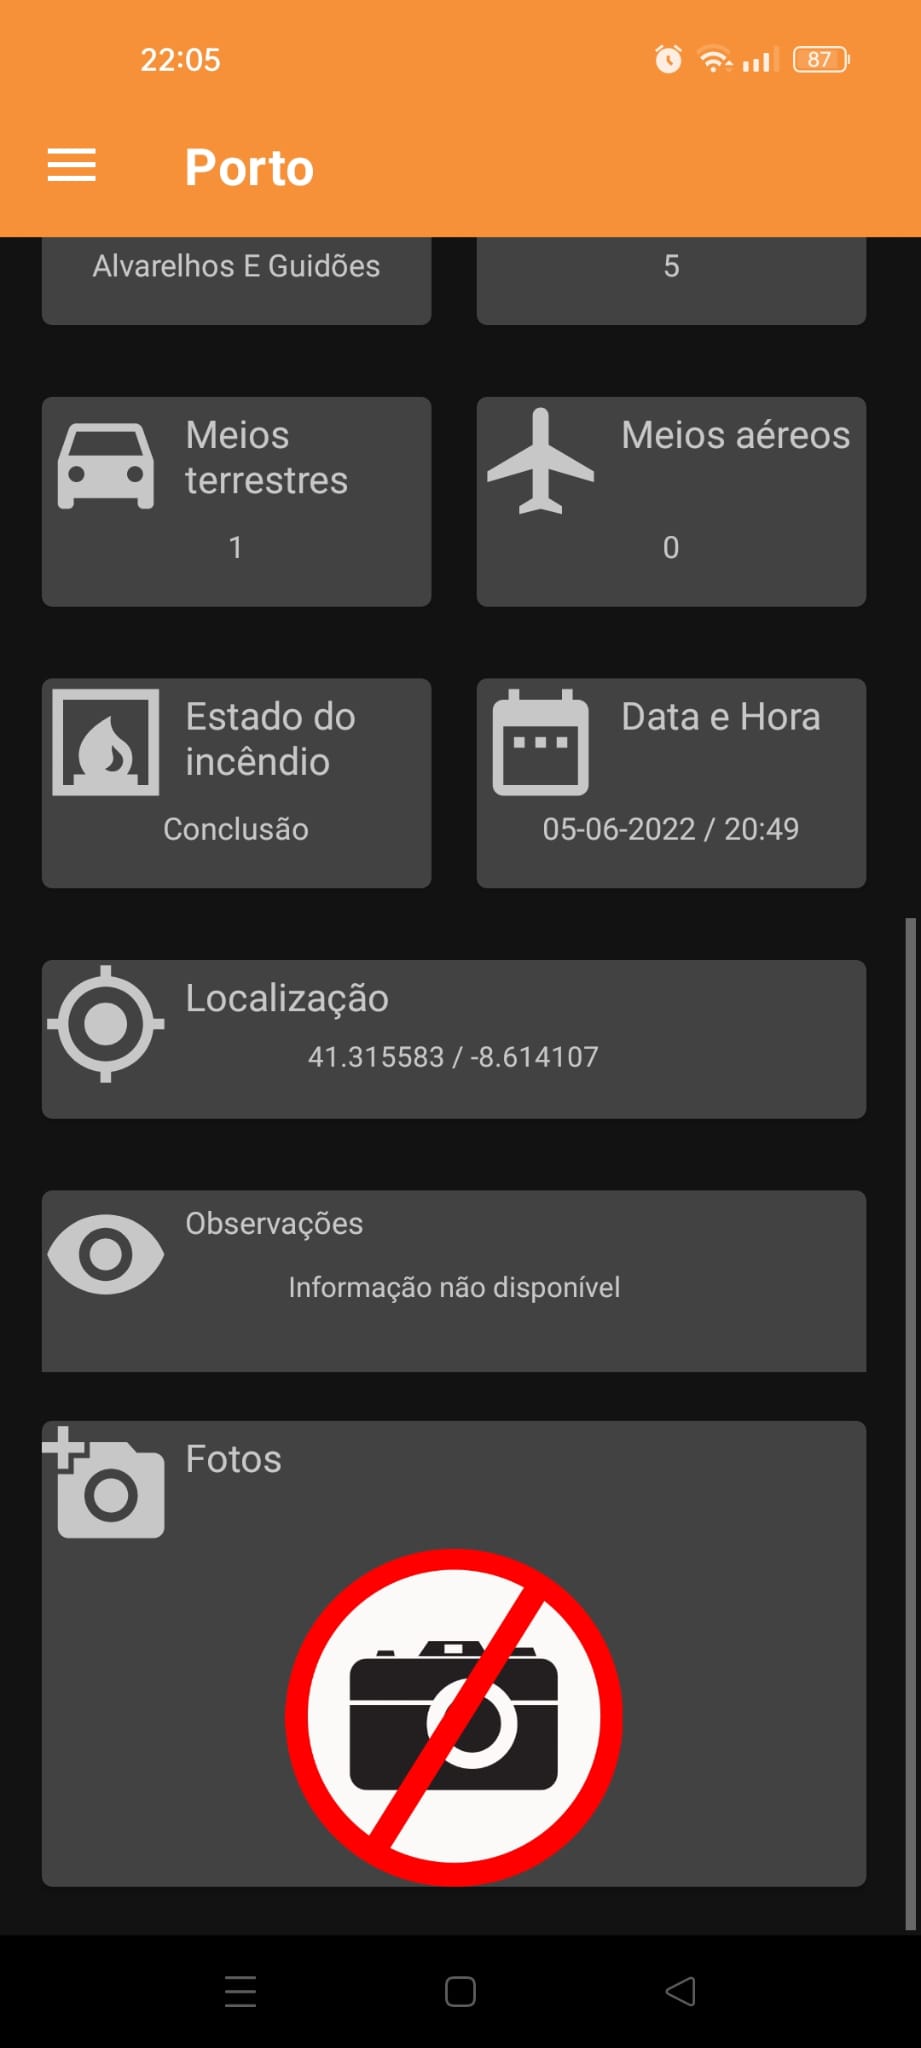 22:05
87
Porto
Alvarelhos E Guidões
5
Meios
terrestres
1
Meios aéreos
0
Estado do
incêndio
Conclusão
Data e Hora
05-06-2022 / 20:49
Localização
41.315583 / -8.614107
Observações
Informação não disponível
Fotos